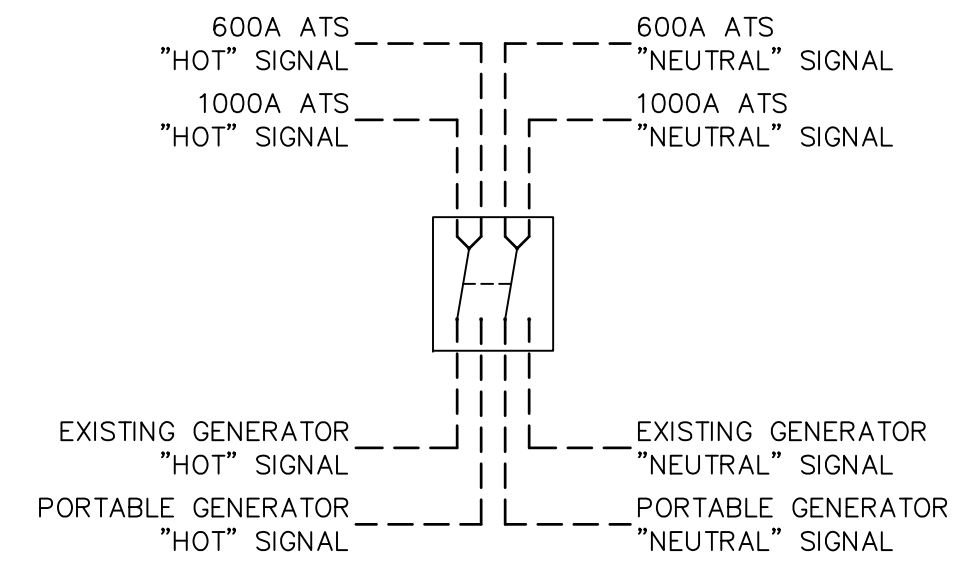 600A ATS
"HOT" SIGNAL
600A ATS
"NEUTRAL" SIGNAL
1000A ATS
"HOT" SIGNAL
1000A ATS
"NEUTRAL" SIGNAL
EXISTING GENERATOR
"HOT" SIGNAL
EXISTING GENERATOR
"NEUTRAL" SIGNAL
PORTABLE GENERATOR
"HOT" SIGNAL
PORTABLE GENERATOR
"NEUTRAL" SIGNAL